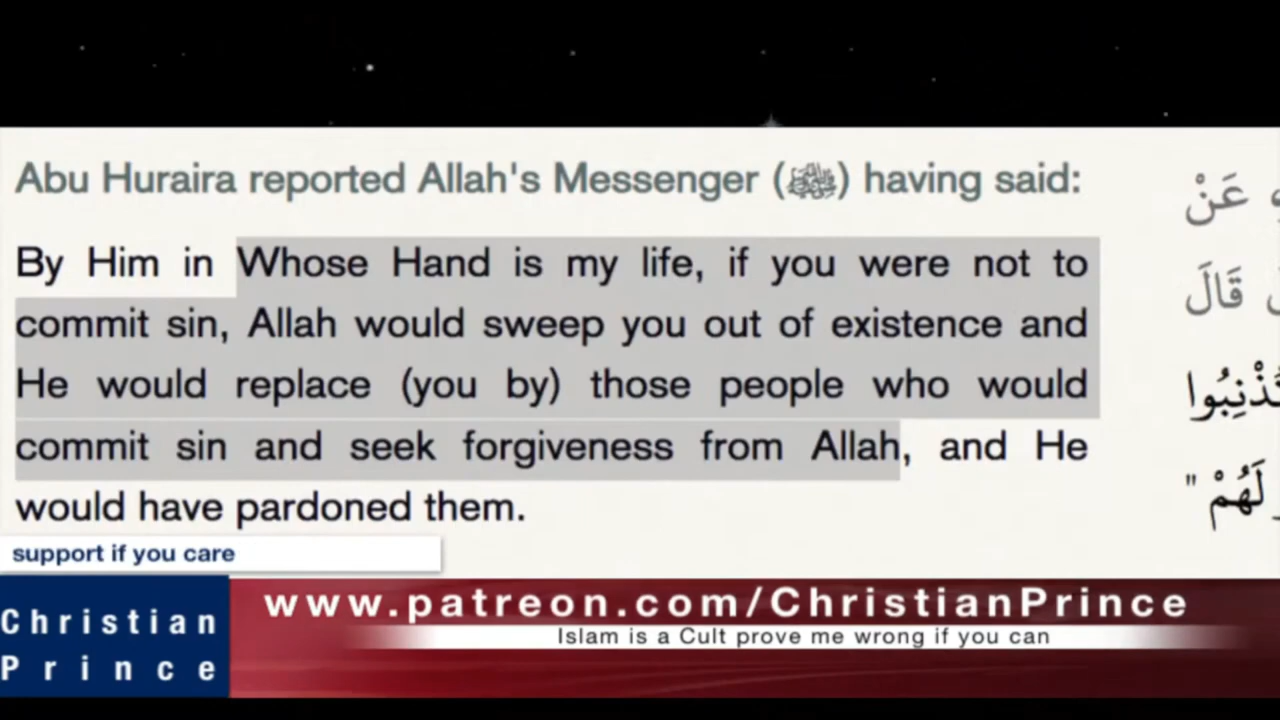 Abu Huraira reported Allah's Messenger (ﷺ) having said:
By Him in Whose Hand is my life, if you were not to
commit sin, Allah would sweep you out of existence and
He would replace (you by) those people who would
commit sin and seek forgiveness from Allah, and He
would have pardoned them.
عَنْ
قَالَ
لَهُمْ "
support if you care
Christian
Prince
www.patreon.com/ChristianPrince
Islam is a Cult prove me wrong if you can